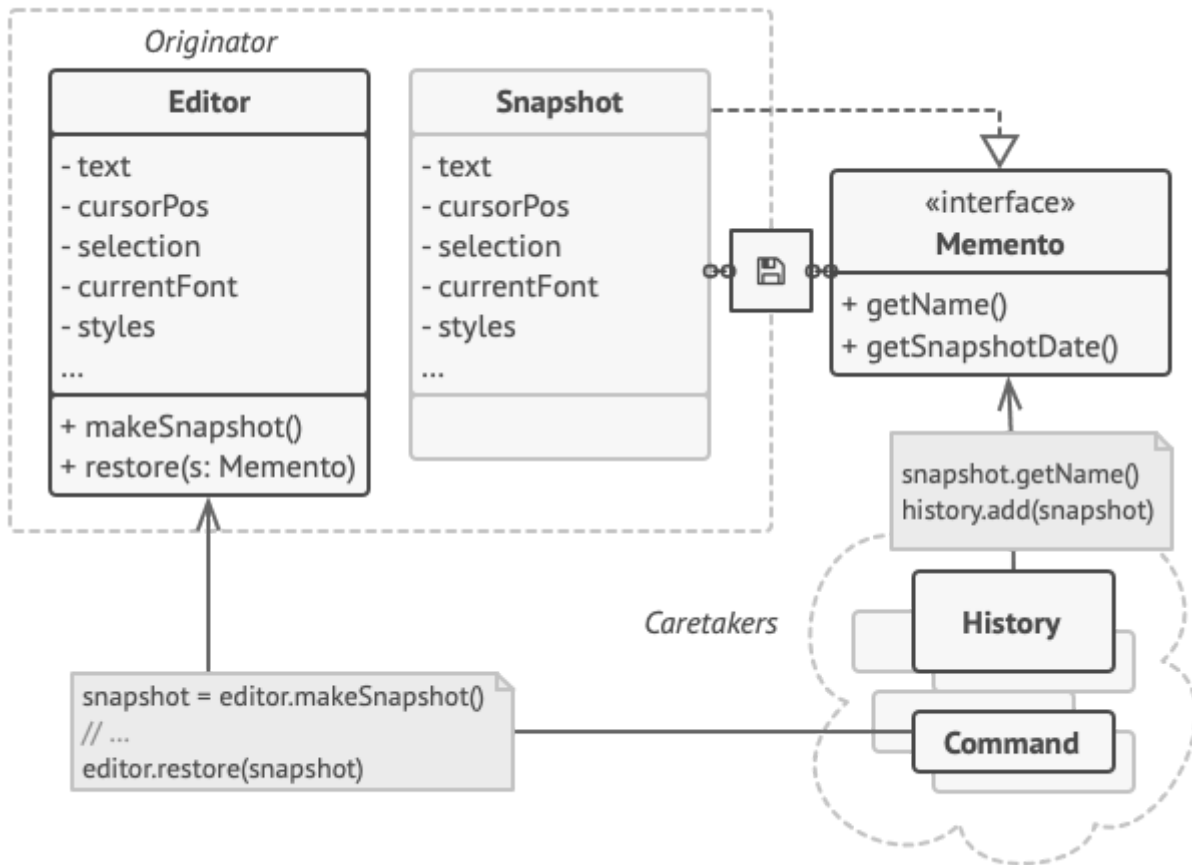 Originator
Editor
- text
- cursorPos
- selection
- currentFont
- styles
...
+ makeSnapshot()
+ restore(s: Memento)
Snapshot
- text
- cursorPos
- selection
- currentFont
- styles
...
«interface»
Memento
+ getName()
+ getSnapshotDate()
snapshot.getName()
history.add(snapshot)
Caretakers
History
Command
snapshot = editor.makeSnapshot()
// ...
editor.restore(snapshot)